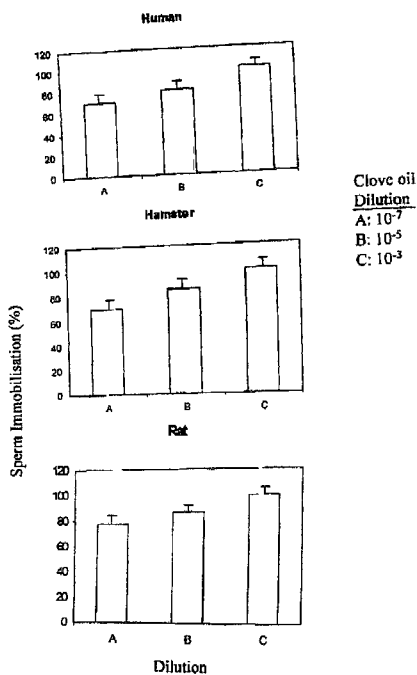 Human
120
100
80
60
40
20
0
A B C
Hamster
120
100
80
60
40
20
0
A B C
Rat
120
100
80
60
40
20
0
A B C
Dilution
Sperm Immobilisation (%)
Clove oil
Dilution
A: 10⁻⁷
B: 10⁻⁵
C: 10⁻³